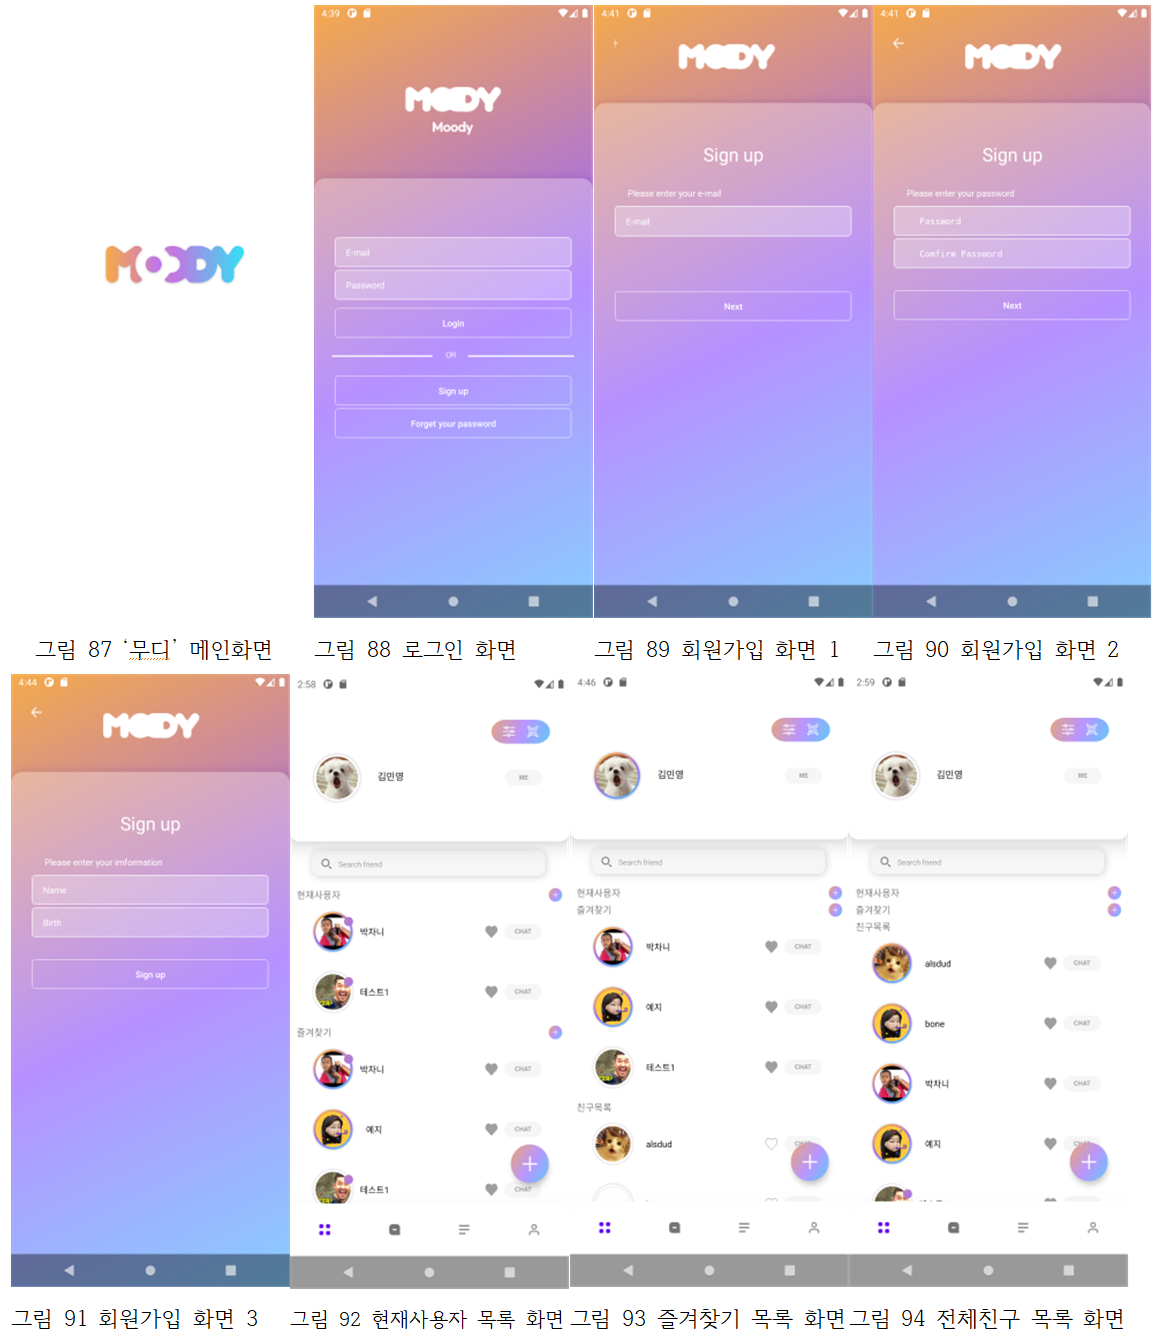 MOODY
그림 87 ‘무디’ 메인화면
4:39
MOODY
Moody
E-mail
Password
Login
OR
Sign up
Forget your password
그림 88 로그인 화면
4:41
MOODY
Sign up
Please enter your e-mail
E-mail
Next
그림 89 회원가입 화면 1
4:41
MOODY
Sign up
Please enter your password
Password
Comfirm Password
Next
그림 90 회원가입 화면 2
4:44
MOODY
Sign up
Please enter your imformation
Name
Birth
Sign up
그림 91 회원가입 화면 3
2:58
김민영
ME
Search friend
현재사용자
박차니
CHAT
테스트1
CHAT
즐겨찾기
박차니
CHAT
예지
CHAT
테스트1
CHAT
그림 92 현재사용자 목록 화면
4:46
김민영
ME
Search friend
현재사용자
즐겨찾기
박차니
CHAT
예지
CHAT
테스트1
CHAT
친구목록
alsdud
CHAT
그림 93 즐겨찾기 목록 화면
2:59
김민영
ME
Search friend
현재사용자
즐겨찾기
친구목록
alsdud
CHAT
bone
CHAT
박차니
CHAT
예지
CHAT
그림 94 전체친구 목록 화면